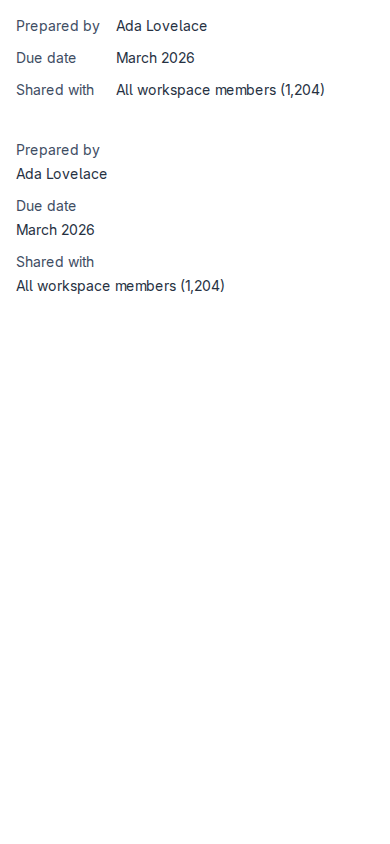 Prepared by Ada Lovelace
Due date March 2026
Shared with All workspace members (1,204)
Prepared by
Ada Lovelace
Due date
March 2026
Shared with
All workspace members (1,204)